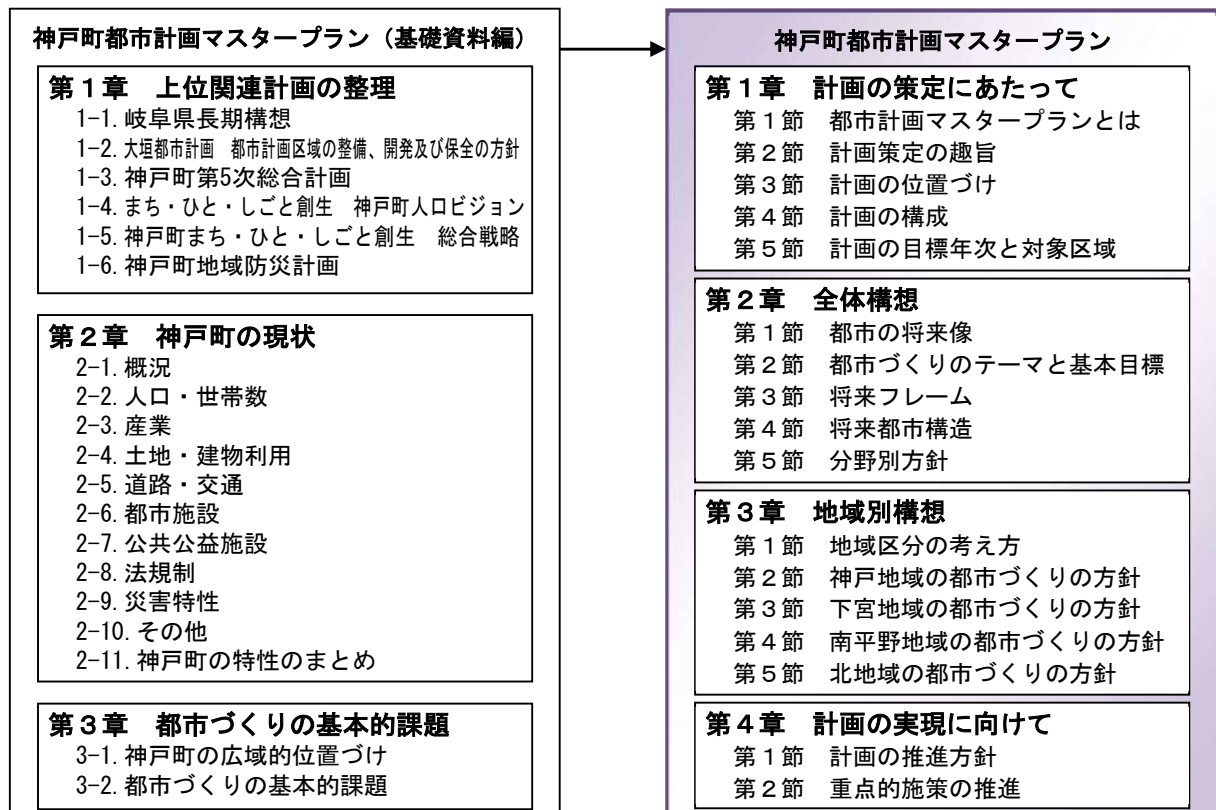 神戸町都市計画マスタープラン（基礎資料編）
第１章　上位関連計画の整理
1-1. 岐阜県長期構想
1-2. 大垣都市計画　都市計画区域の整備、開発及び保全の方針
1-3. 神戸町第5次総合計画
1-4. まち・ひと・しごと創生　神戸町人口ビジョン
1-5. 神戸町まち・ひと・しごと創生　総合戦略
1-6. 神戸町地域防災計画
第２章　神戸町の現状
2-1. 概況
2-2. 人口・世帯数
2-3. 産業
2-4. 土地・建物利用
2-5. 道路・交通
2-6. 都市施設
2-7. 公共公益施設
2-8. 法規制
2-9. 災害特性
2-10. その他
2-11. 神戸町の特性のまとめ
第３章　都市づくりの基本的課題
3-1. 神戸町の広域的位置づけ
3-2. 都市づくりの基本的課題
神戸町都市計画マスタープラン
第１章　計画の策定にあたって
第１節　都市計画マスタープランとは
第２節　計画策定の趣旨
第３節　計画の位置づけ
第４節　計画の構成
第５節　計画の目標年次と対象区域
第２章　全体構想
第１節　都市の将来像
第２節　都市づくりのテーマと基本目標
第３節　将来フレーム
第４節　将来都市構造
第５節　分野別方針
第３章　地域別構想
第１節　地域区分の考え方
第２節　神戸地域の都市づくりの方針
第３節　下宮地域の都市づくりの方針
第４節　南平野地域の都市づくりの方針
第５節　北地域の都市づくりの方針
第４章　計画の実現に向けて
第１節　計画の推進方針
第２節　重点的施策の推進